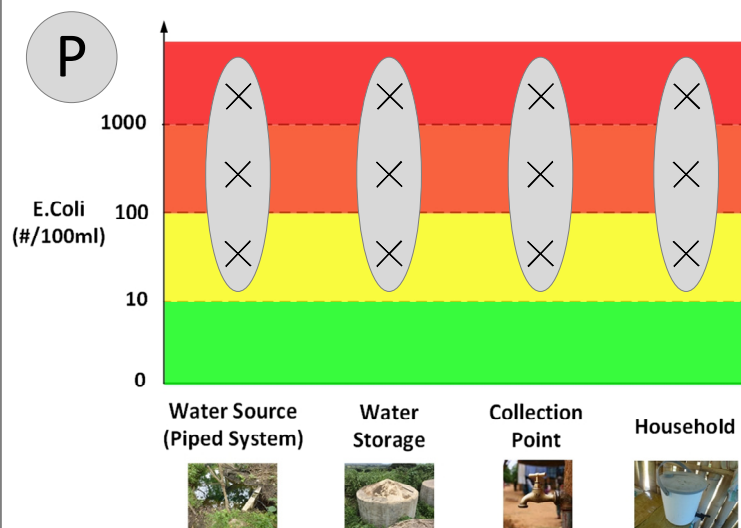 P
1000
E.Coli
(#/100ml)
100
10
0
Water Source
(Piped System)
Water
Storage
Collection
Point
Household